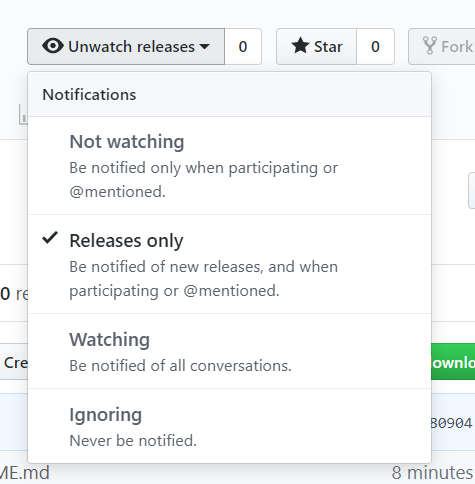 Unwatch releases 0 Star 0 Fork
Notifications
Not watching
Be notified only when participating or
@mentioned.
Releases only
Be notified of new releases, and when
participating or @mentioned.
0 re
Watching
Be notified of all conversations.
Cre ownlo
Ignoring
80904
Never be notified.
ME.md 8 minutes